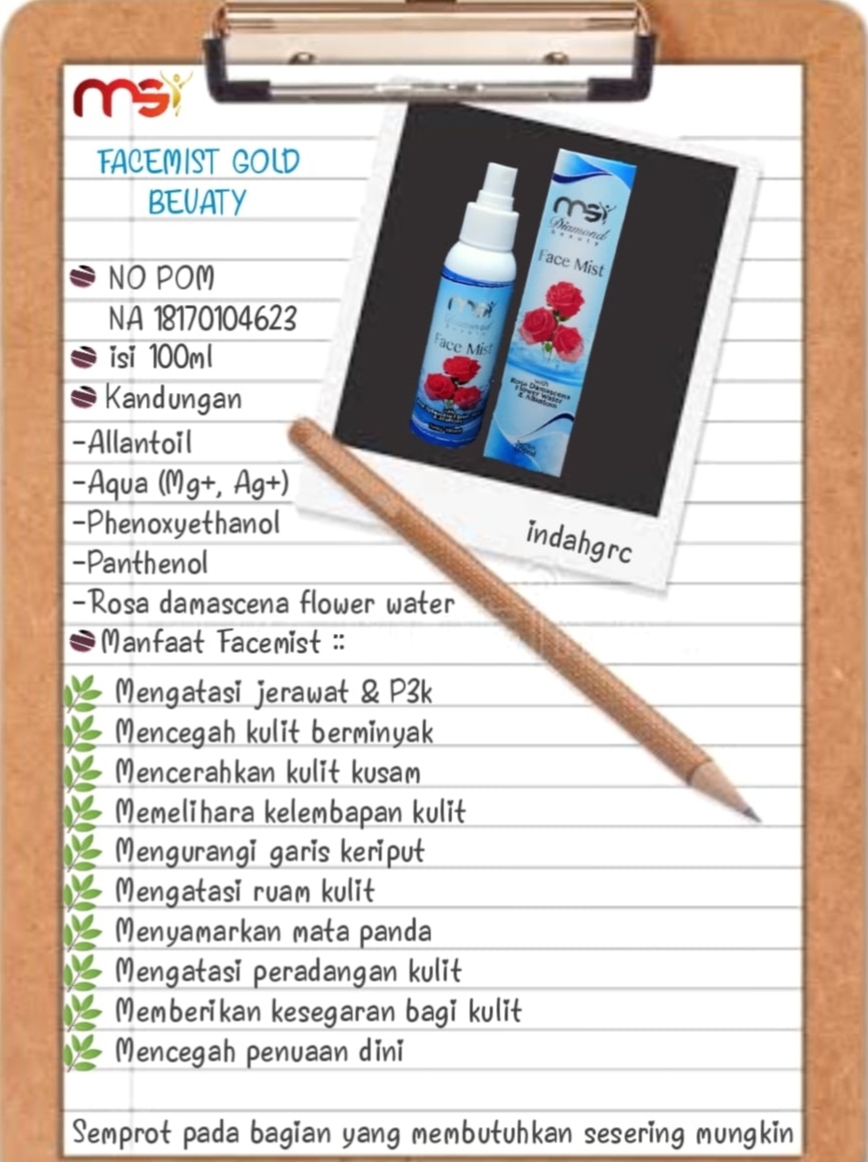 msi
FACEMIST GOLD
BEUATY
NO POM
NA 18170104623
isi 100ml
Kandungan
-Allantoil
-Aqua (Mg+, Ag+)
-Phenoxyethanol
-Panthenol
-Rosa damascena flower water
Manfaat Facemist ::
Mengatasi jerawat & P3k
Mencegah kulit berminyak
Mencerahkan kulit kusam
Memelihara kelembapan kulit
Mengurangi garis keriput
Mengatasi ruam kulit
Menyamarkan mata panda
Mengatasi peradangan kulit
Memberikan kesegaran bagi kulit
Mencegah penuaan dini
Semprot pada bagian yang membutuhkan sesering mungkin
msi
Diamond
beauty
Face Mist
with
Rosa Damascena
Flower Water
& Allantoin
msi
Diamond
Face Mist
indahgrc